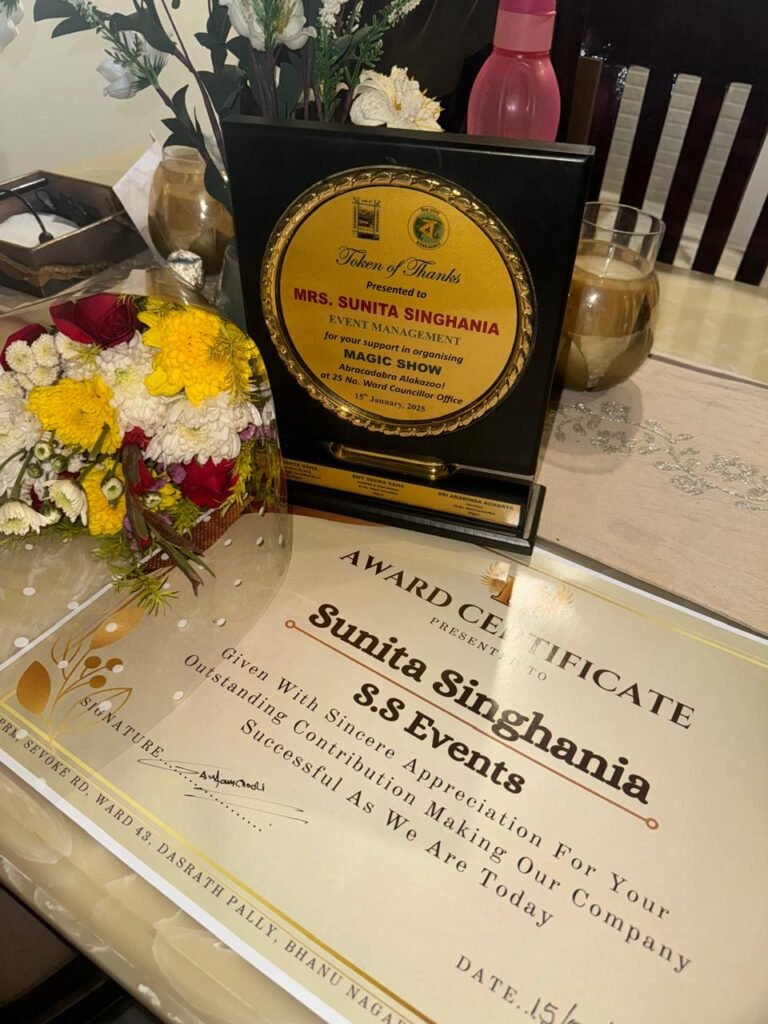 Token of Thanks
Presented to
MRS. SUNITA SINGHANIA
EVENT MANAGEMENT
for your support in organising
MAGIC SHOW
Abracadabra Alakazoo!
at 25 No. Ward Councillor Office
15th January, 2025
SMT SEEMA SAHA
SRI ARABINDA ACHARYA
AWARD CERTIFICATE
PRESENTED TO
Sunita Singhania
S.S Events
Given With Sincere Appreciation For Your
Outstanding Contribution Making Our Company
Successful As We Are Today
SIGNATURE
DATE..15/
SEVOKE RD, WARD 43, DASRATH PALLY, BHANU NAGAR